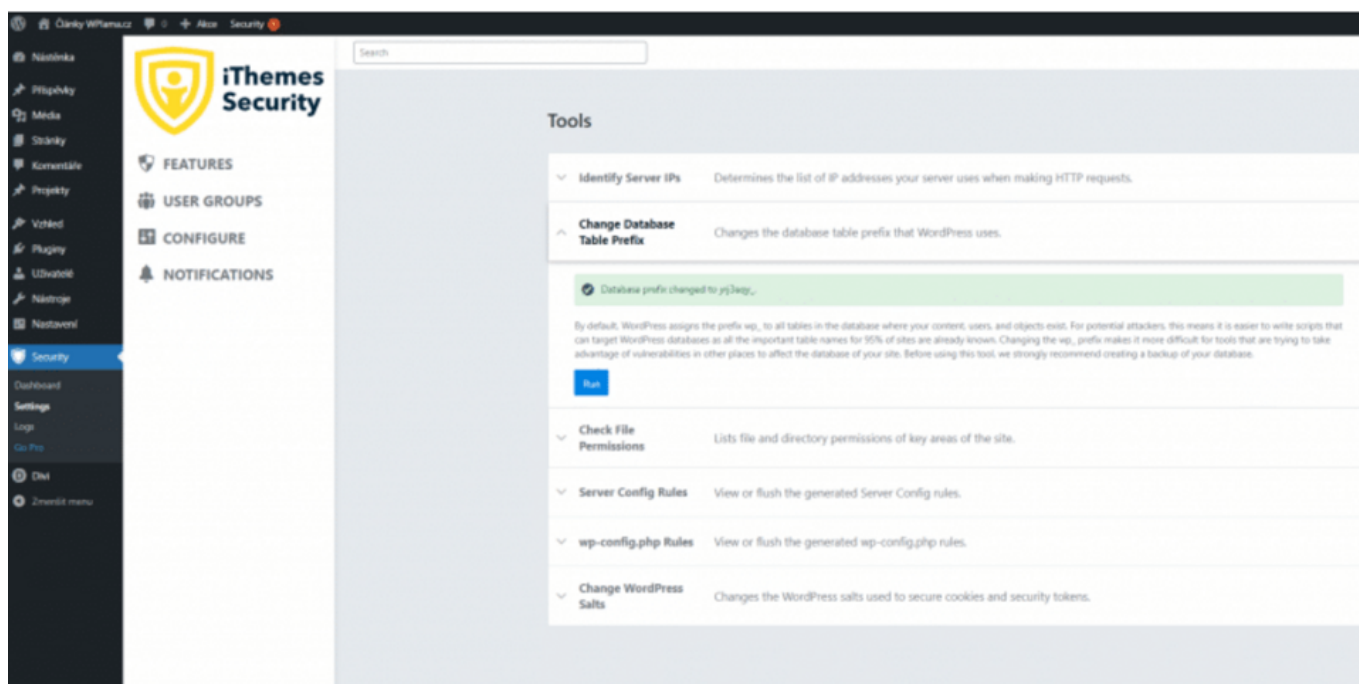 Články WPlama.cz 0 + Akce Security
Nástěnka
Příspěvky
Média
Stránky
Komentáře
Projekty
Vzhled
Pluginy
Uživatelé
Nástroje
Nastavení
Security
Dashboard
Settings
Logs
Go Pro
Divi
Zmenšit menu
iThemes
Security
FEATURES
USER GROUPS
CONFIGURE
NOTIFICATIONS
Search
Tools
Identify Server IPs Determines the list of IP addresses your server uses when making HTTP requests.
Change Database
Table Prefix
Changes the database table prefix that WordPress uses.
Database prefix changed to
By default, WordPress assigns the prefix wp_ to all tables in the database where your content, users, and objects exist. For potential attackers, this means it is easier to write scripts that
can target WordPress databases as all the important table names for 95% of sites are already known. Changing the wp_ prefix makes it more difficult for tools that are trying to take
advantage of vulnerabilities in other places to affect the database of your site. Before using this tool, we strongly recommend creating a backup of your database.
Run
Check File
Permissions
Lists file and directory permissions of key areas of the site.
Server Config Rules View or flush the generated Server Config rules.
wp-config.php Rules View or flush the generated wp-config.php rules.
Change WordPress
Salts
Changes the WordPress salts used to secure cookies and security tokens.